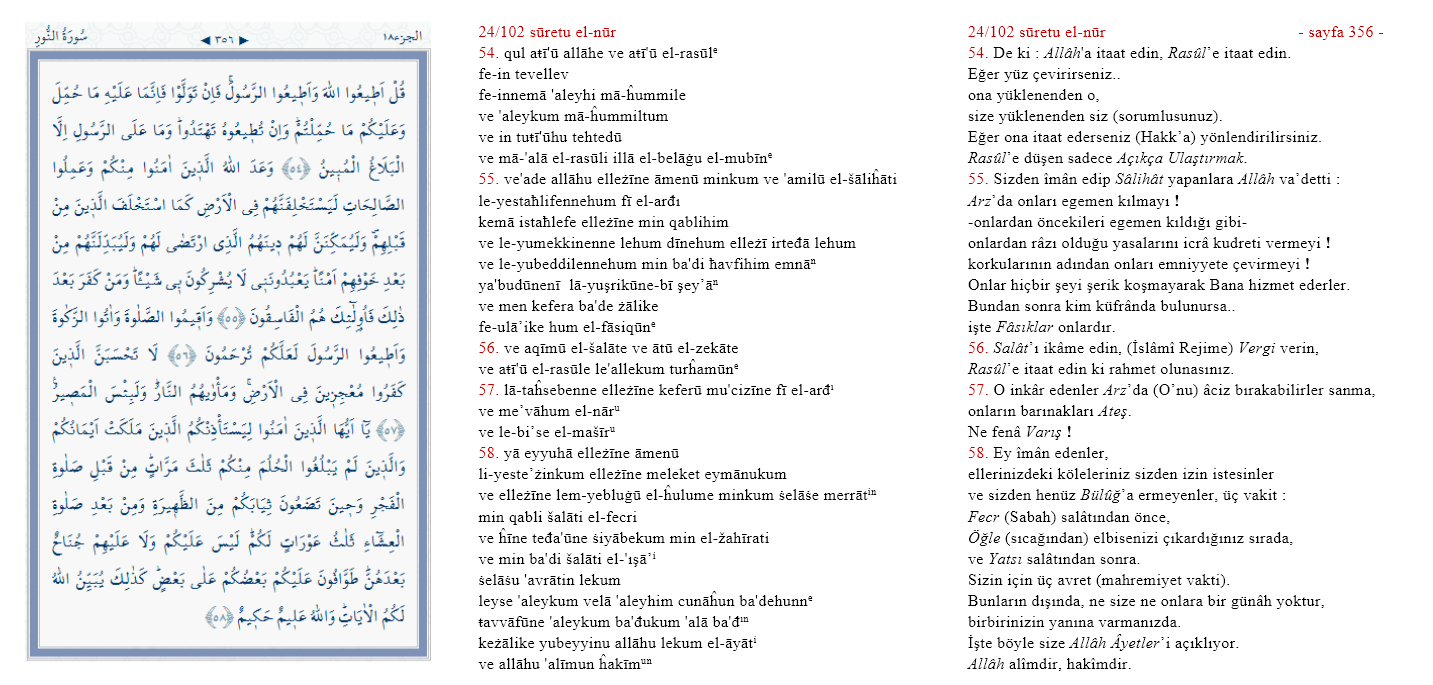 سُورَةُ النُّورِ
٣٥٦
الجزء١٨
قُلْ اَط۪يعُوا اللّٰهَ وَاَط۪يعُوا الرَّسُولَۚ فَاِنْ تَوَلَّوْا فَاِنَّمَا عَلَيْهِ مَا حُمِّلَ
وَعَلَيْكُمْ مَا حُمِّلْتُمْۜ وَاِنْ تُط۪يعُوهُ تَهْتَدُواۜ وَمَا عَلَى الرَّسُولِ اِلَّا
الْبَلَاغُ الْمُب۪ينُ ﴿٥٤﴾ وَعَدَ اللّٰهُ الَّذ۪ينَ اٰمَنُوا مِنْكُمْ وَعَمِلُوا
الصَّالِحَاتِ لَيَسْتَخْلِفَنَّهُمْ فِي الْاَرْضِ كَمَا اسْتَخْلَفَ الَّذ۪ينَ مِنْ
قَبْلِهِمْۖ وَلَيُمَكِّنَنَّ لَهُمْ د۪ينَهُمُ الَّذِي ارْتَضٰى لَهُمْ وَلَيُبَدِّلَنَّهُمْ مِنْ
بَعْدِ خَوْفِهِمْ اَمْنًاۜ يَعْبُدُونَن۪ي لَا يُشْرِكُونَ ب۪ي شَيْـًٔاۜ وَمَنْ كَفَرَ بَعْدَ
ذٰلِكَ فَاُو۬لٰٓئِكَ هُمُ الْفَاسِقُونَ ﴿٥٥﴾ وَاَق۪يمُوا الصَّلٰوةَ وَاٰتُوا الزَّكٰوةَ
وَاَط۪يعُوا الرَّسُولَ لَعَلَّكُمْ تُرْحَمُونَ ﴿٥٦﴾ لَا تَحْسَبَنَّ الَّذ۪ينَ
كَفَرُوا مُعْجِز۪ينَ فِي الْاَرْضِۚ وَمَأْوٰيهُمُ النَّارُۜ وَلَبِئْسَ الْمَص۪يرُ۟
﴿٥٧﴾ يَٓا اَيُّهَا الَّذ۪ينَ اٰمَنُوا لِيَسْتَأْذِنْكُمُ الَّذ۪ينَ مَلَكَتْ اَيْمَانُكُمْ
وَالَّذ۪ينَ لَمْ يَبْلُغُوا الْحُلُمَ مِنْكُمْ ثَلٰثَ مَرَّاتٍۜ مِنْ قَبْلِ صَلٰوةِ
الْفَجْرِ وَح۪ينَ تَضَعُونَ ثِيَابَكُمْ مِنَ الظَّه۪يرَةِ وَمِنْ بَعْدِ صَلٰوةِ
الْعِشَٓاءِ ثَلٰثُ عَوْرَاتٍ لَكُمْۜ لَيْسَ عَلَيْكُمْ وَلَا عَلَيْهِمْ جُنَاحٌ
بَعْدَهُنَّۜ طَوَّافُونَ عَلَيْكُمْ بَعْضُكُمْ عَلٰى بَعْضٍۜ كَذٰلِكَ يُبَيِّنُ اللّٰهُ
لَكُمُ الْاٰيَاتِۜ وَاللّٰهُ عَل۪يمٌ حَك۪يمٌ ﴿٥٨﴾
24/102 sūretu el-nūr
54. qul aŧī'ū allāhe ve aŧī'ū el-rasūlᵉ
fe-in tevellev
fe-innemā 'aleyhi mā-ĥummile
ve 'aleykum mā-ĥummiltum
ve in tuŧī'ūhu tehtedū
ve mā-'alā el-rasūli illā el-belāġu el-mubīnᵉ
55. ve'ade allāhu elleżīne āmenū minkum ve 'amilū el-šāliĥāti
le-yestaħlifennehum fī el-arđı
kemā istaħlefe elleżīne min qablihim
ve le-yumekkinenne lehum dīnehum elleżī irteđā lehum
ve le-yubeddilennehum min ba'di ħavfihim emnāⁿ
ya'budūnenī lā-yuşrikūne-bī şey’āⁿ
ve men kefera ba'de żālike
fe-ulā’ike hum el-fāsiqūnᵉ
56. ve aqīmū el-šalāte ve ātū el-zekāte
ve aŧī'ū el-rasūle le'allekum turĥamūnᵉ
57. lā-taĥsebenne elleżīne keferū mu'cizīne fī el-arđᶦ
ve me’vāhum el-nārᵘ
ve le-bi’se el-mašīrᵘ
58. yā eyyuhā elleżīne āmenū
li-yeste’żinkum elleżīne meleket eymānukum
ve elleżīne lem-yebluġū el-ĥulume minkum ŝelāŝe merrātⁱⁿ
min qabli šalāti el-fecri
ve ĥīne teđa'ūne ŝiyābekum min el-žahīrati
ve min ba'di šalāti el-'ışā’ⁱ
ŝelāŝu 'avrātin lekum
leyse 'aleykum velā 'aleyhim cunāĥun ba'dehunnᵉ
ŧavvāfūne 'aleykum ba'đukum 'alā ba'đᶦⁿ
keżālike yubeyyinu allāhu lekum el-āyātⁱ
ve allāhu 'alīmun ĥakīmᵘⁿ
24/102 sūretu el-nūr - sayfa 356 -
54. De ki : Allâh'a itaat edin, Rasûl’e itaat edin.
Eğer yüz çevirirseniz..
ona yüklenenden o,
size yüklenenden siz (sorumlusunuz).
Eğer ona itaat ederseniz (Hakk’a) yönlendirilirsiniz.
Rasûl’e düşen sadece Açıkça Ulaştırmak.
55. Sizden îmân edip Sâlihât yapanlara Allâh va’detti :
Arz’da onları egemen kılmayı !
-onlardan öncekileri egemen kıldığı gibi-
onlardan râzı olduğu yasalarını icrâ kudreti vermeyi !
korkularının adından onları emniyyete çevirmeyi !
Onlar hiçbir şeyi şerik koşmayarak Bana hizmet ederler.
Bundan sonra kim küfrânda bulunursa..
işte Fâsıklar onlardır.
56. Salât’ı ikâme edin, (İslâmî Rejime) Vergi verin,
Rasûl’e itaat edin ki rahmet olunasınız.
57. O inkâr edenler Arz’da (O’nu) âciz bırakabilirler sanma,
onların barınakları Ateş.
Ne fenâ Varış !
58. Ey îmân edenler,
ellerinizdeki köleleriniz sizden izin istesinler
ve sizden henüz Bülûğ’a ermeyenler, üç vakit :
Fecr (Sabah) salâtından önce,
Öğle (sıcağından) elbisenizi çıkardığınız sırada,
ve Yatsı salâtından sonra.
Sizin için üç avret (mahremiyet vakti).
Bunların dışında, ne size ne onlara bir günâh yoktur,
birbirinizin yanına varmanızda.
İşte böyle size Allâh Âyetler’i açıklıyor.
Allâh alîmdir, hakîmdir.